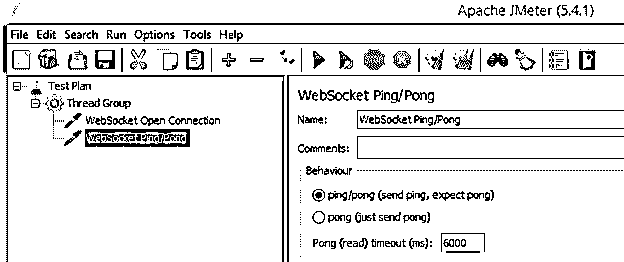 Apache JMeter (5.4.1)
File Edit Search Run Options Tools Help
Test Plan
Thread Group
WebSocket Open Connection
WebSocket Ping/Pong
WebSocket Ping/Pong
Name: WebSocket Ping/Pong
Comments:
Behaviour
ping/pong (send ping, expect pong)
pong (just send pong)
Pong (read) timeout (ms): 6000